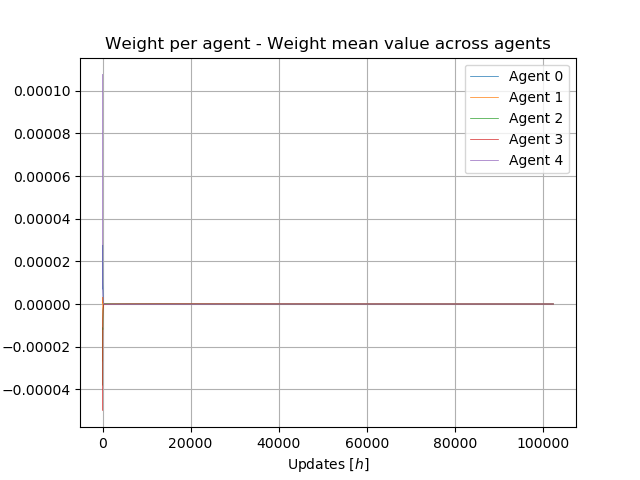 Weight per agent - Weight mean value across agents
0.00010
0.00008
0.00006
0.00004
0.00002
0.00000
−0.00002
−0.00004
Agent 0
Agent 1
Agent 2
Agent 3
Agent 4
0 20000 40000 60000 80000 100000
Updates [h]